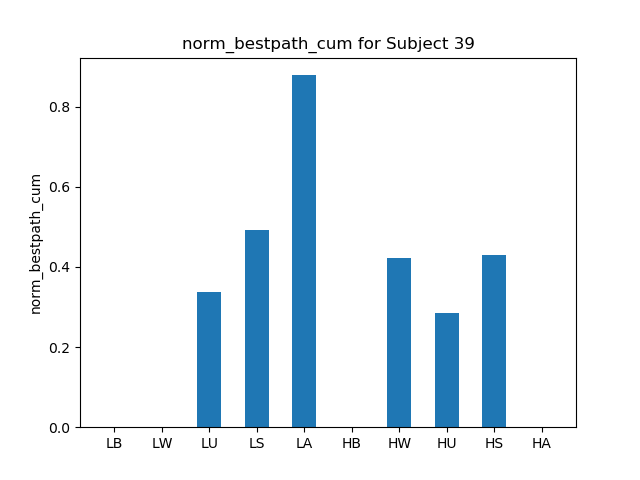 norm_bestpath_cum for Subject 39
norm_bestpath_cum
0.8
0.6
0.4
0.2
0.0
LB LW LU LS LA HB HW HU HS HA